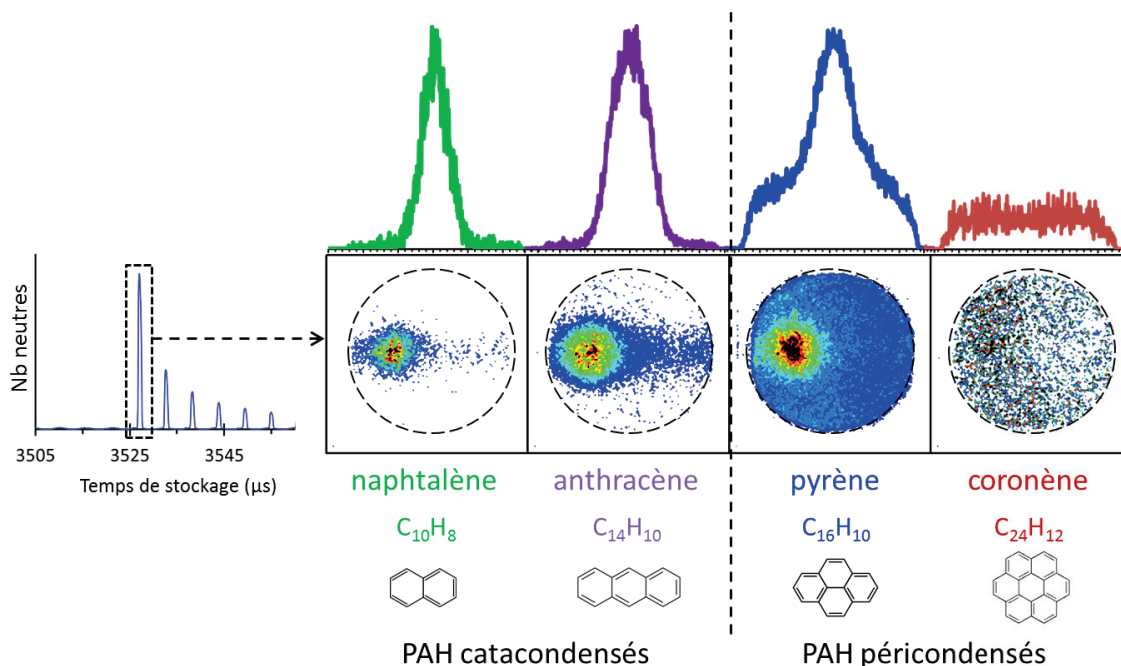 Nb neutres
3505
3525
3545
Temps de stockage (µs)
naphtalène
anthracène
pyrène
coronène
C₁₀H₈
C₁₄H₁₀
C₁₆H₁₀
C₂₄H₁₂
PAH catacondensés
PAH péricondensés